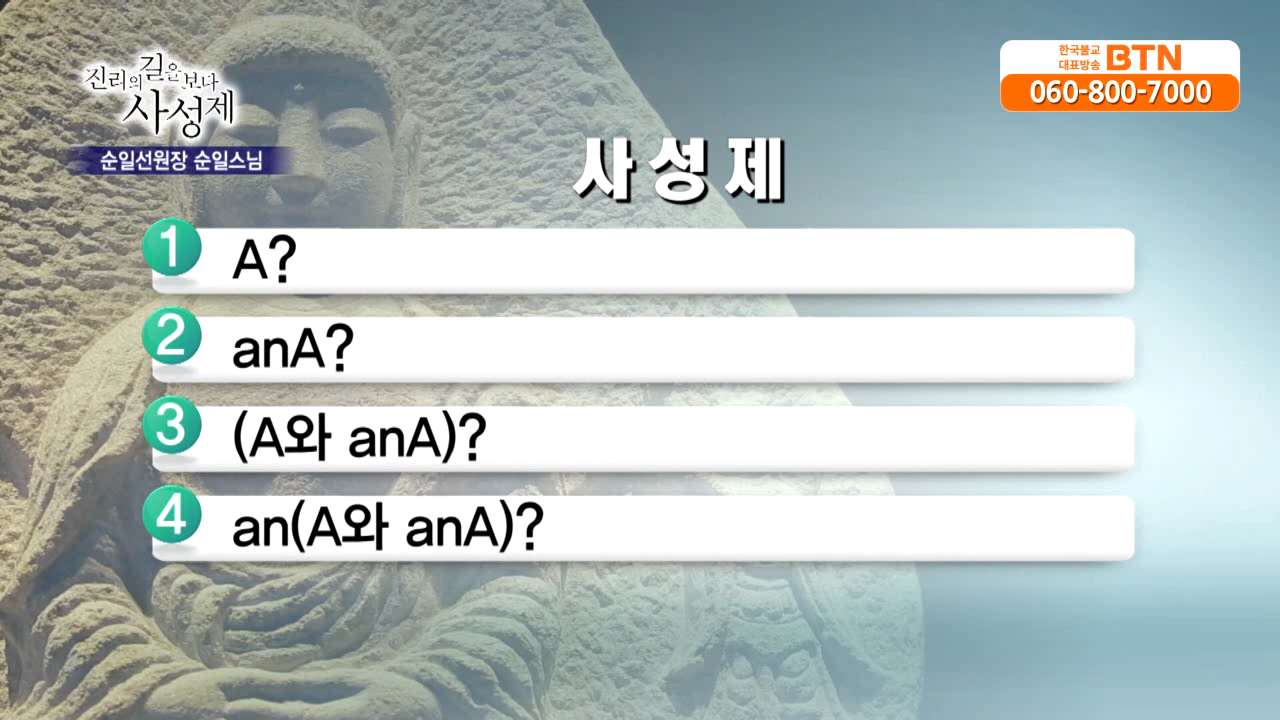 진리의 길을 보다
사성제
순일선원장 순일스님
한국불교
대표방송
BTN
060-800-7000
사성제
1 A?
2 anA?
3 (A와 anA)?
4 an(A와 anA)?